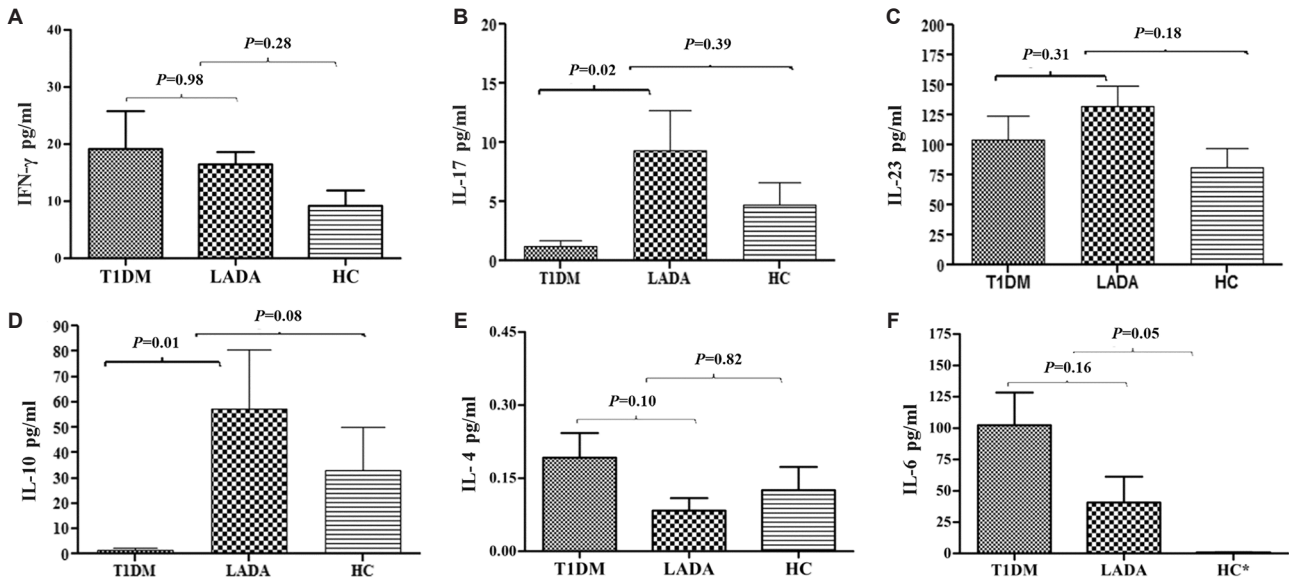 A
IFN-γ pg/ml
40
30
20
10
0
P=0.28
P=0.98
T1DM LADA HC
B
IL-17 pg/ml
20
15
10
5
0
P=0.39
P=0.02
T1DM LADA HC
C
IL-23 pg/ml
200
175
150
125
100
75
50
25
0
P=0.18
P=0.31
T1DM LADA HC
D
IL-10 pg/ml
90
80
70
60
50
40
30
20
10
0
P=0.08
P=0.01
T1DM LADA HC
E
IL- 4 pg/ml
0.45
0.30
0.15
0.00
P=0.82
P=0.10
T1DM LADA HC
F
IL-6 pg/ml
175
150
125
100
75
50
25
0
P=0.05
P=0.16
T1DM LADA HC*